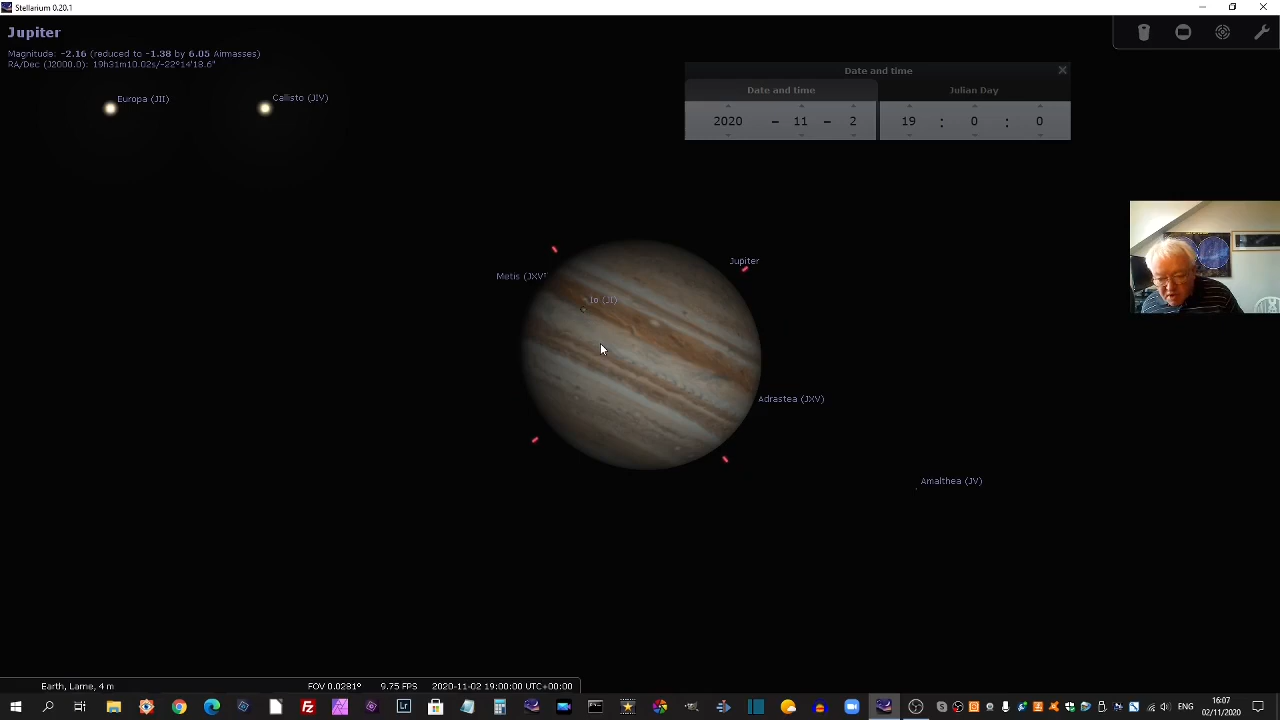 Stellarium 0.20.1
Jupiter
Magnitude: -2.16 (reduced to -1.38 by 6.05 Airmasses)
RA/Dec (J2000.0): 19h31m10.02s/-22°14'18.6"
Europa (JII)
Callisto (JIV)
Date and time
Date and time
Julian Day
2020 - 11 - 2
19 : 0 : 0
Jupiter
Metis (JXVI
Io (JI)
Adrastea (JXV)
Amalthea (JV)
Earth, Larne, 4 m
FOV 0.0281°
9.75 FPS
2020-11-02 19:00:00 UTC+00:00
ENG
16:07
02/11/2020